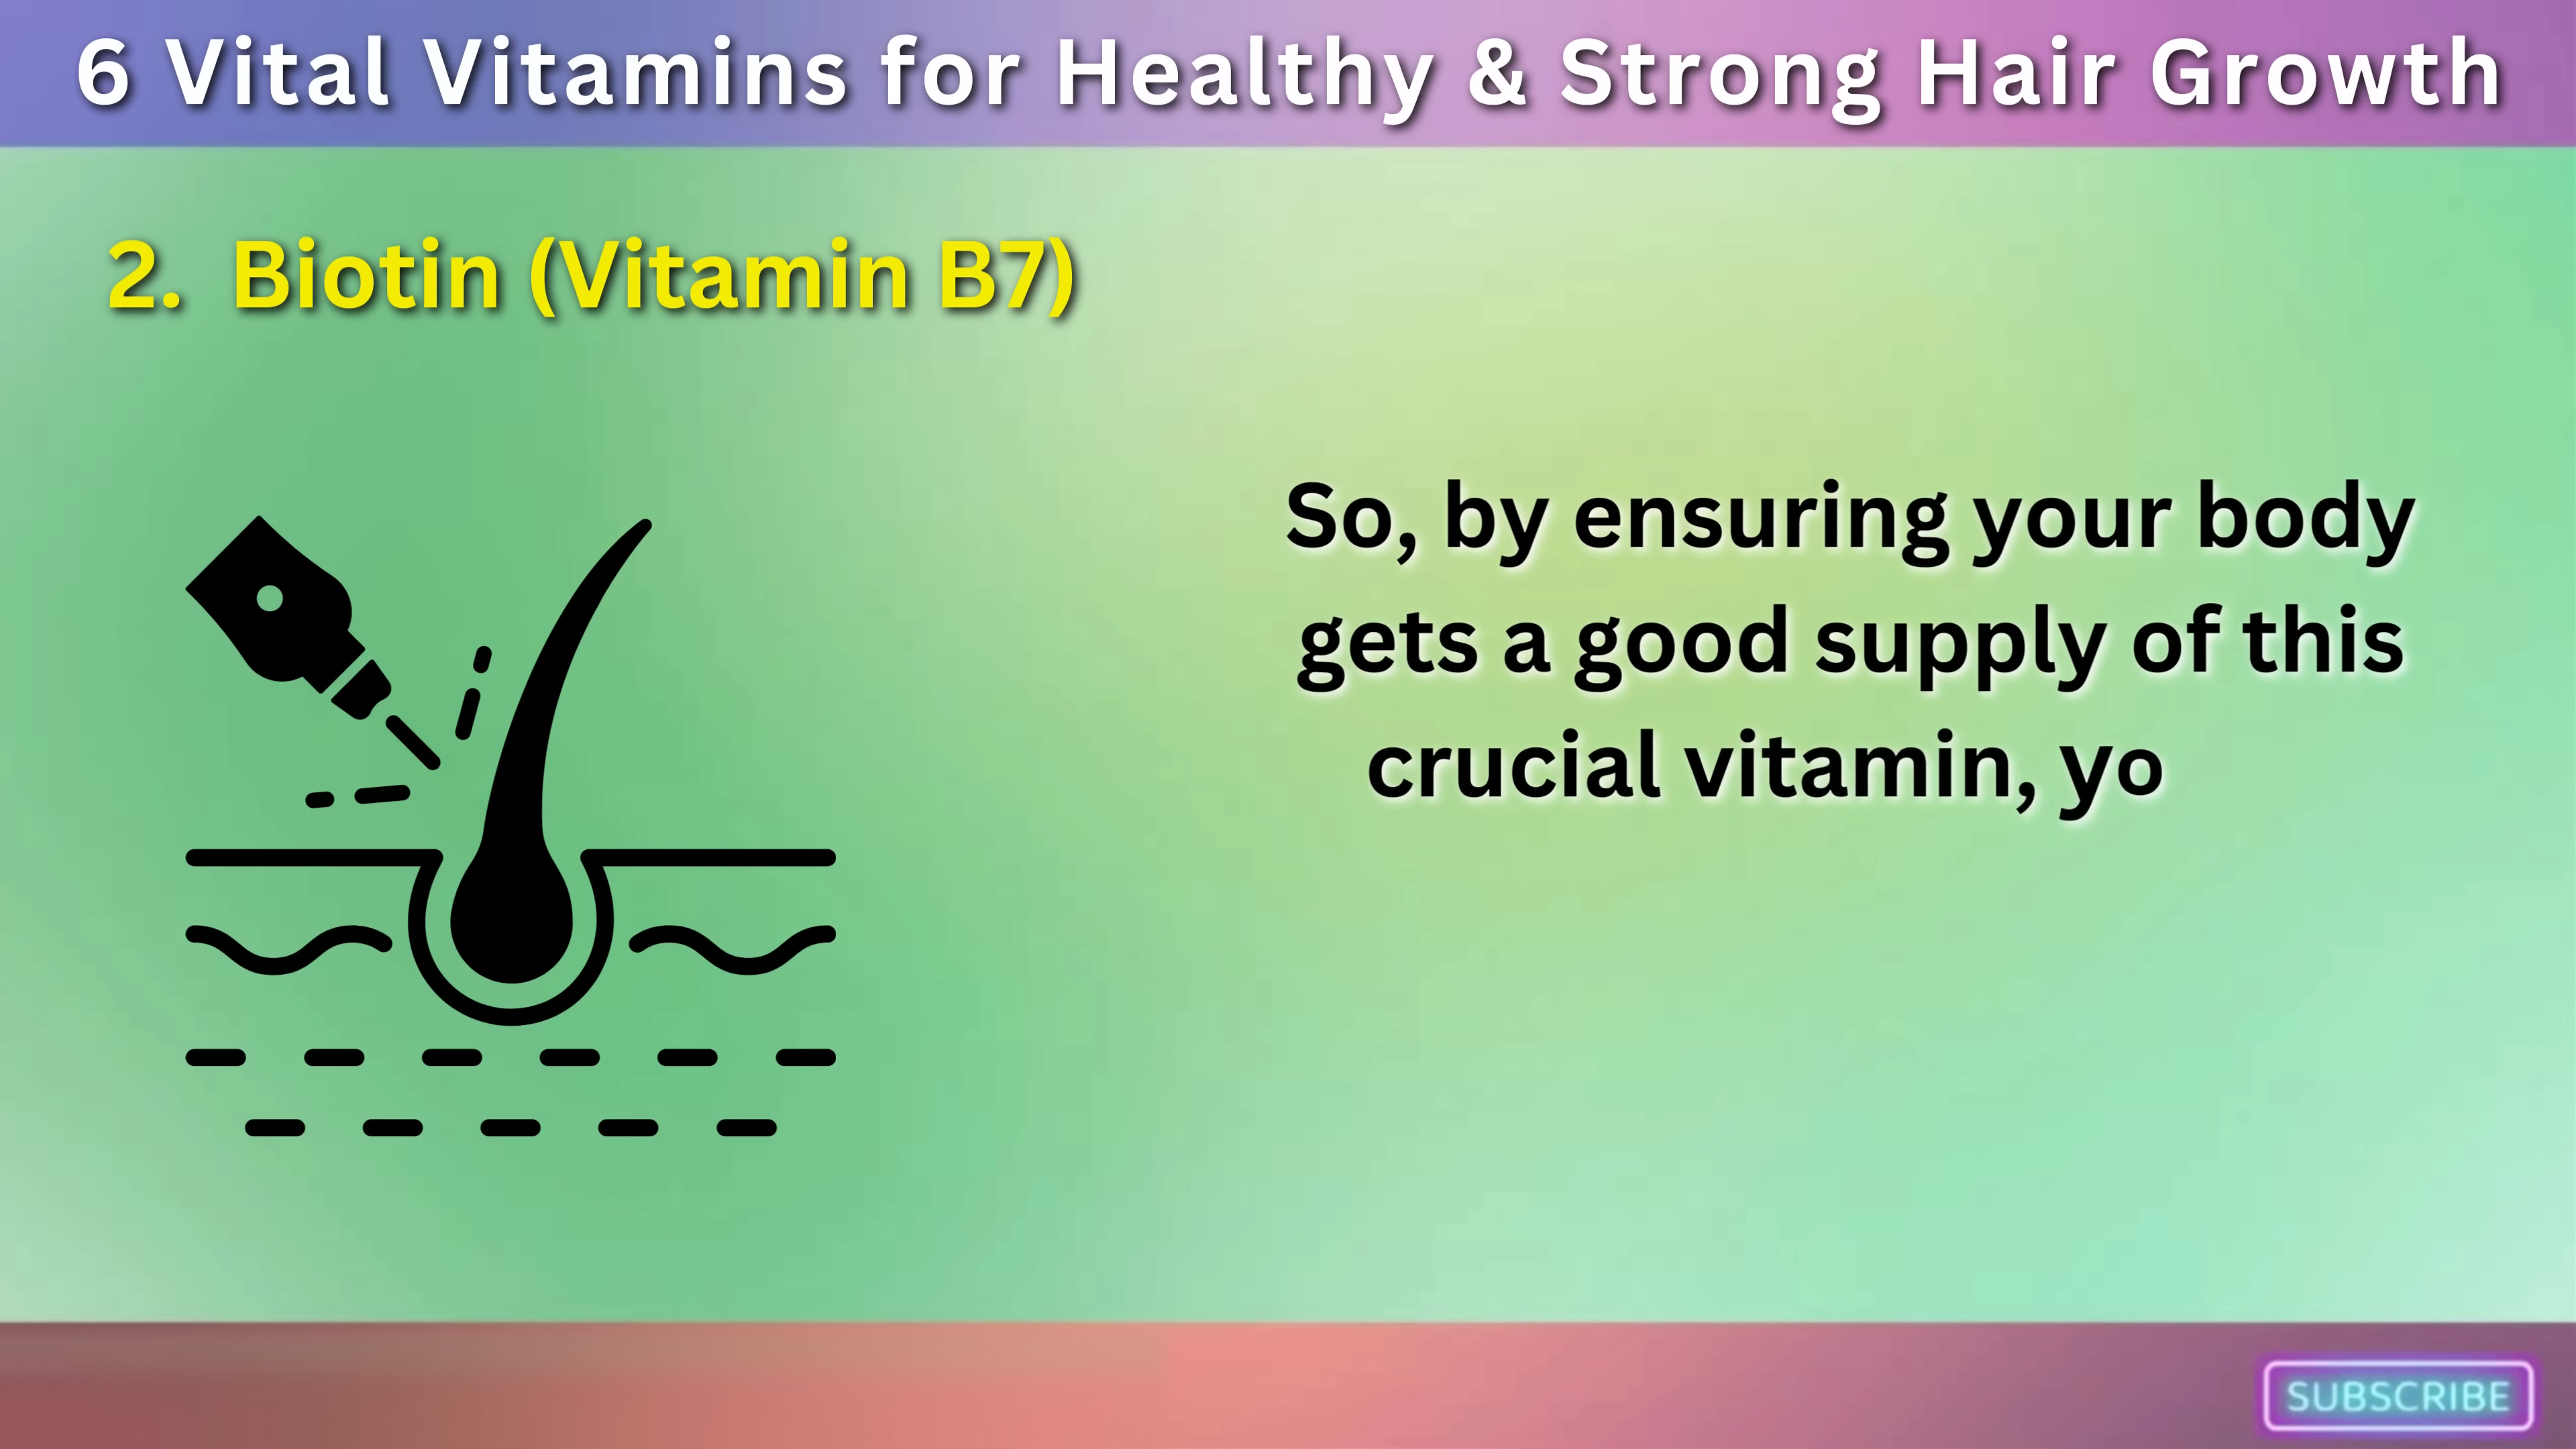 6 Vital Vitamins for Healthy & Strong Hair Growth
2. Biotin (Vitamin B7)
So, by ensuring your body
gets a good supply of this
crucial vitamin, yo
SUBSCRIBE